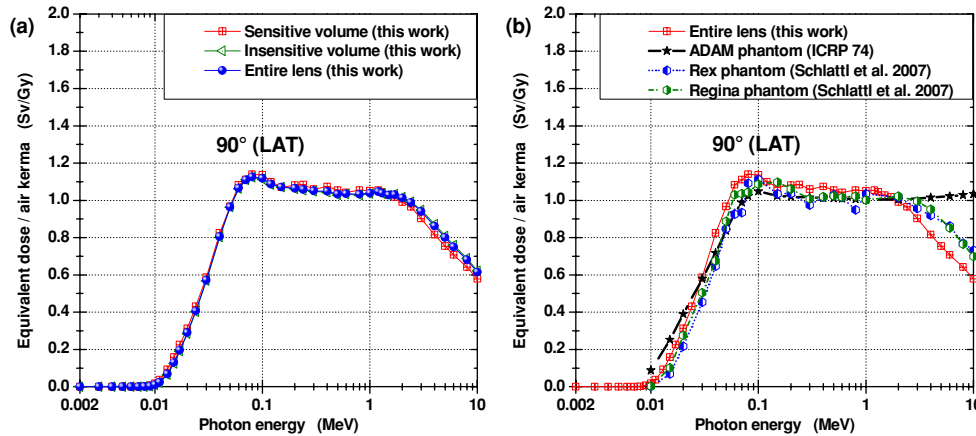 (a)
Equivalent dose / air kerma (Sv/Gy)
2.0
1.8
1.6
1.4
1.2
1.0
0.8
0.6
0.4
0.2
0.0
Sensitive volume (this work)
Insensitive volume (this work)
Entire lens (this work)
90° (LAT)
0.002
0.01
0.1
1
10
Photon energy (MeV)
(b)
Equivalent dose / air kerma (Sv/Gy)
2.0
1.8
1.6
1.4
1.2
1.0
0.8
0.6
0.4
0.2
0.0
Entire lens (this work)
ADAM phantom (ICRP 74)
Rex phantom (Schlattl et al. 2007)
Regina phantom (Schlattl et al. 2007)
90° (LAT)
0.002
0.01
0.1
1
10
Photon energy (MeV)